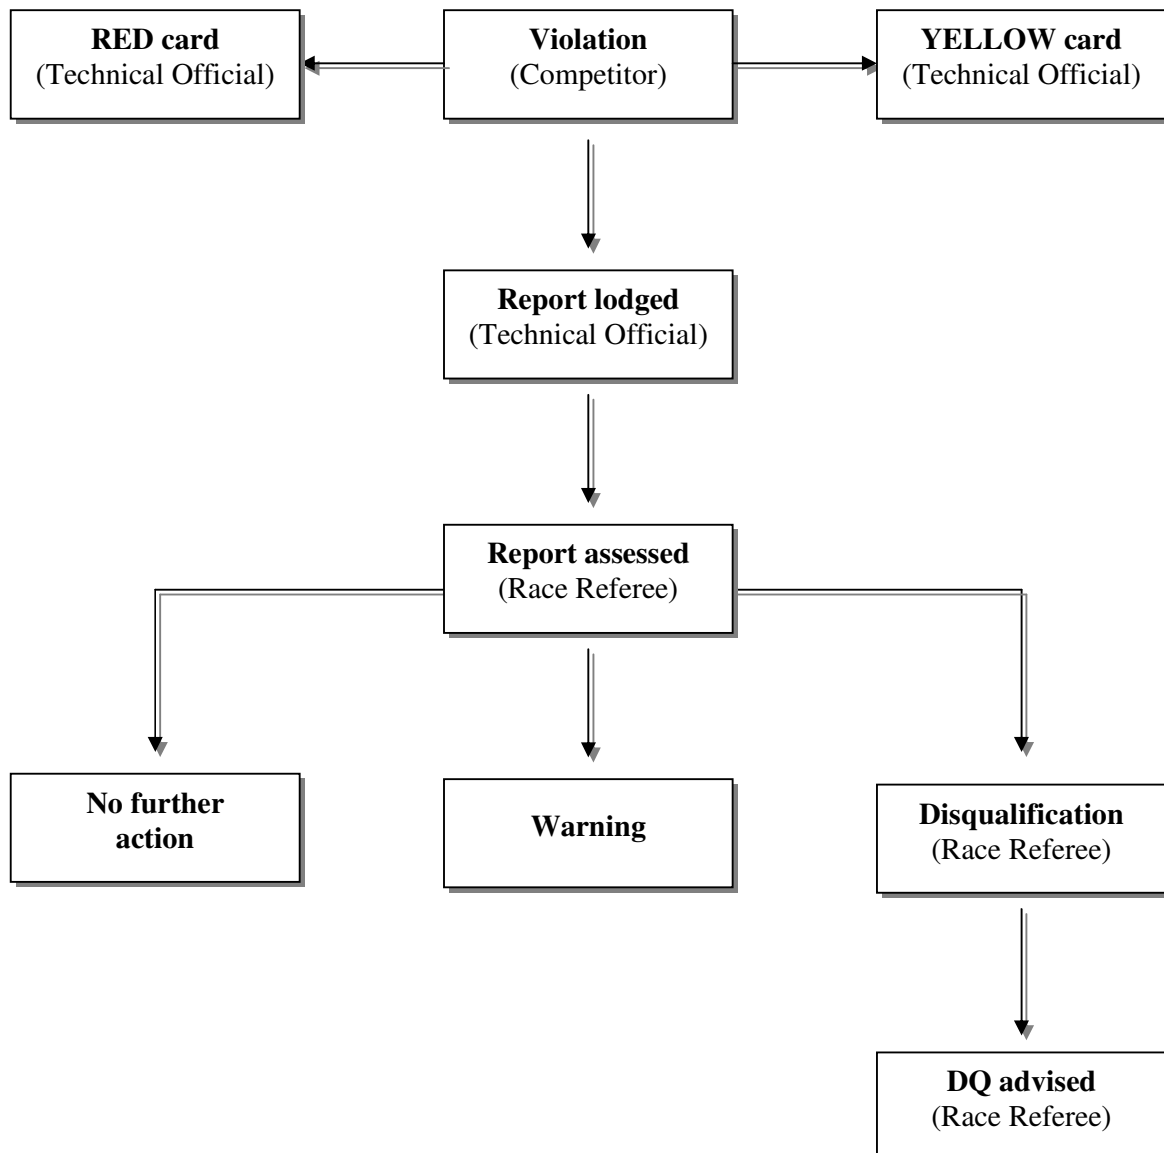 RED card
(Technical Official)
Violation
(Competitor)
YELLOW card
(Technical Official)
Report lodged
(Technical Official)
Report assessed
(Race Referee)
No further
action
Warning
Disqualification
(Race Referee)
DQ advised
(Race Referee)